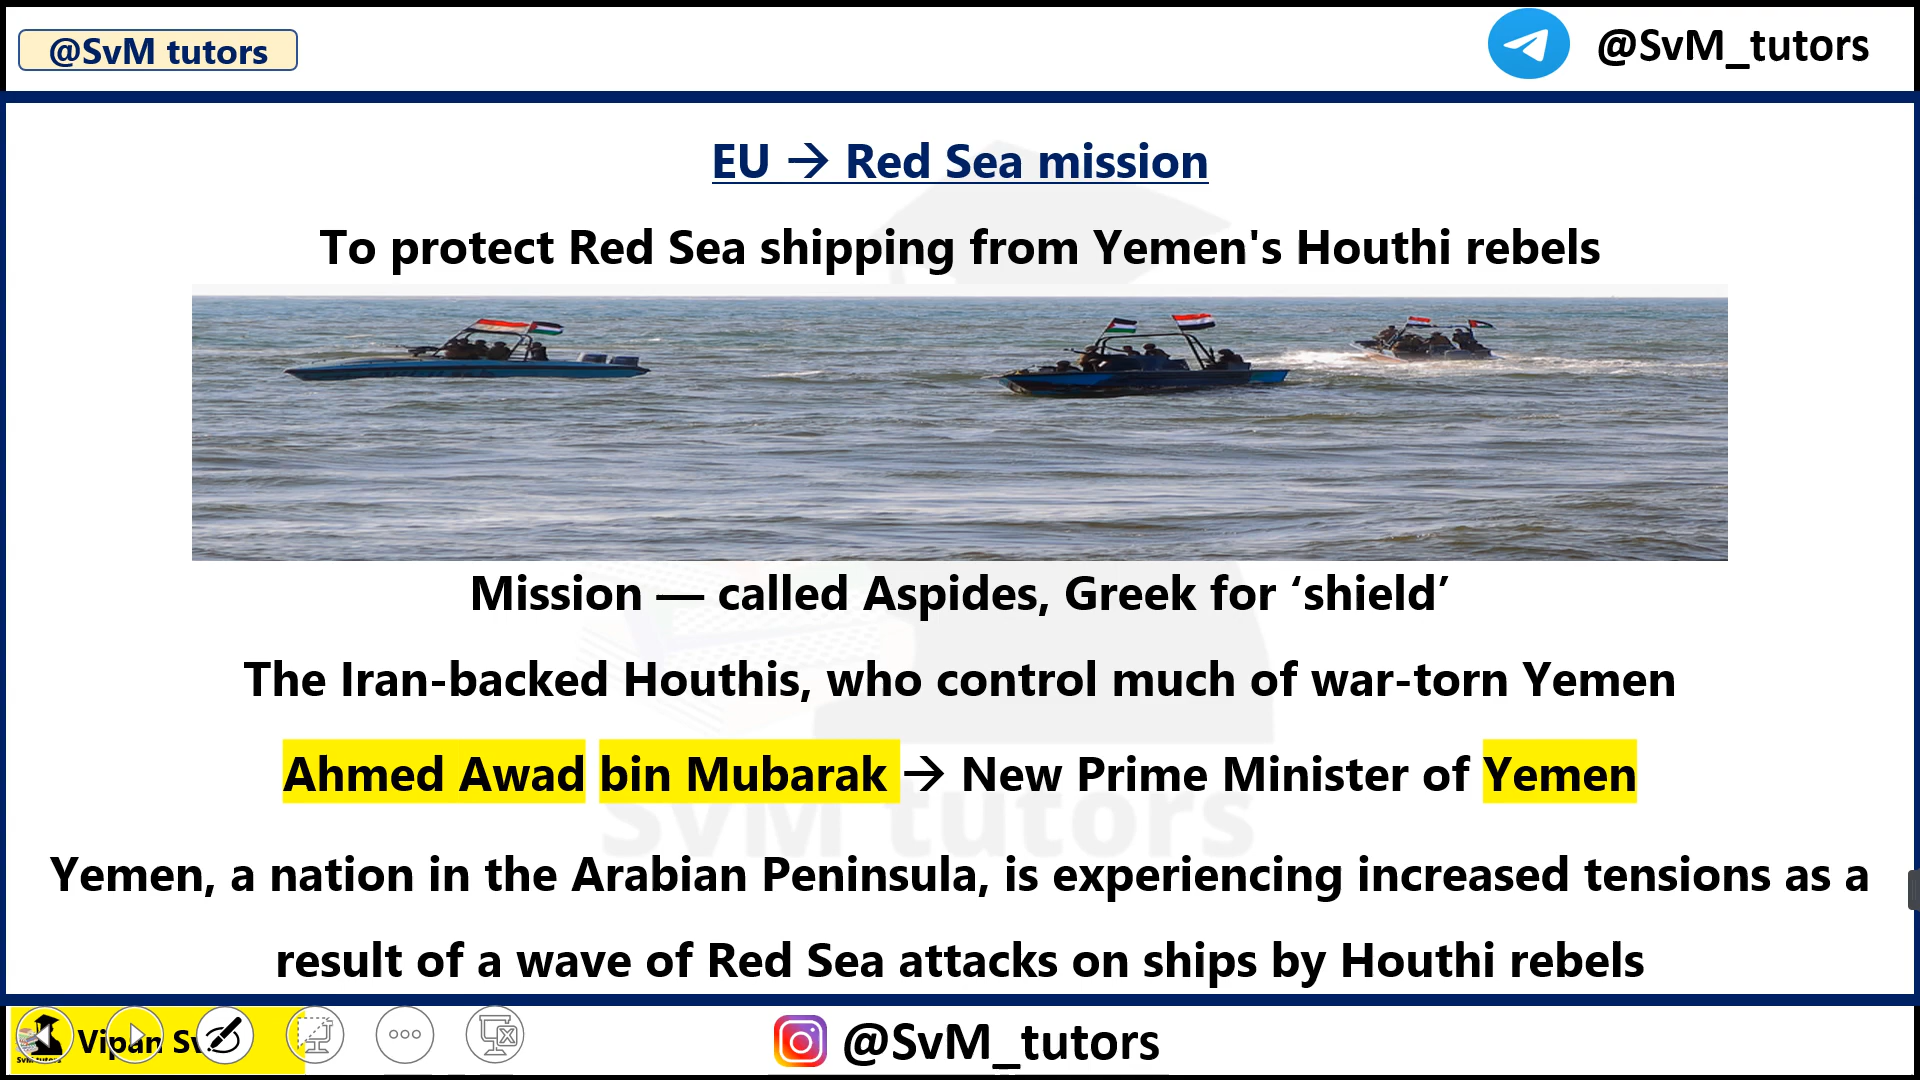 @SvM tutors
@SvM_tutors
EU → Red Sea mission
To protect Red Sea shipping from Yemen's Houthi rebels
Mission — called Aspides, Greek for ‘shield’
The Iran-backed Houthis, who control much of war-torn Yemen
Ahmed Awad bin Mubarak → New Prime Minister of Yemen
SvM tutors
Yemen, a nation in the Arabian Peninsula, is experiencing increased tensions as a
result of a wave of Red Sea attacks on ships by Houthi rebels
Vipan
@SvM_tutors